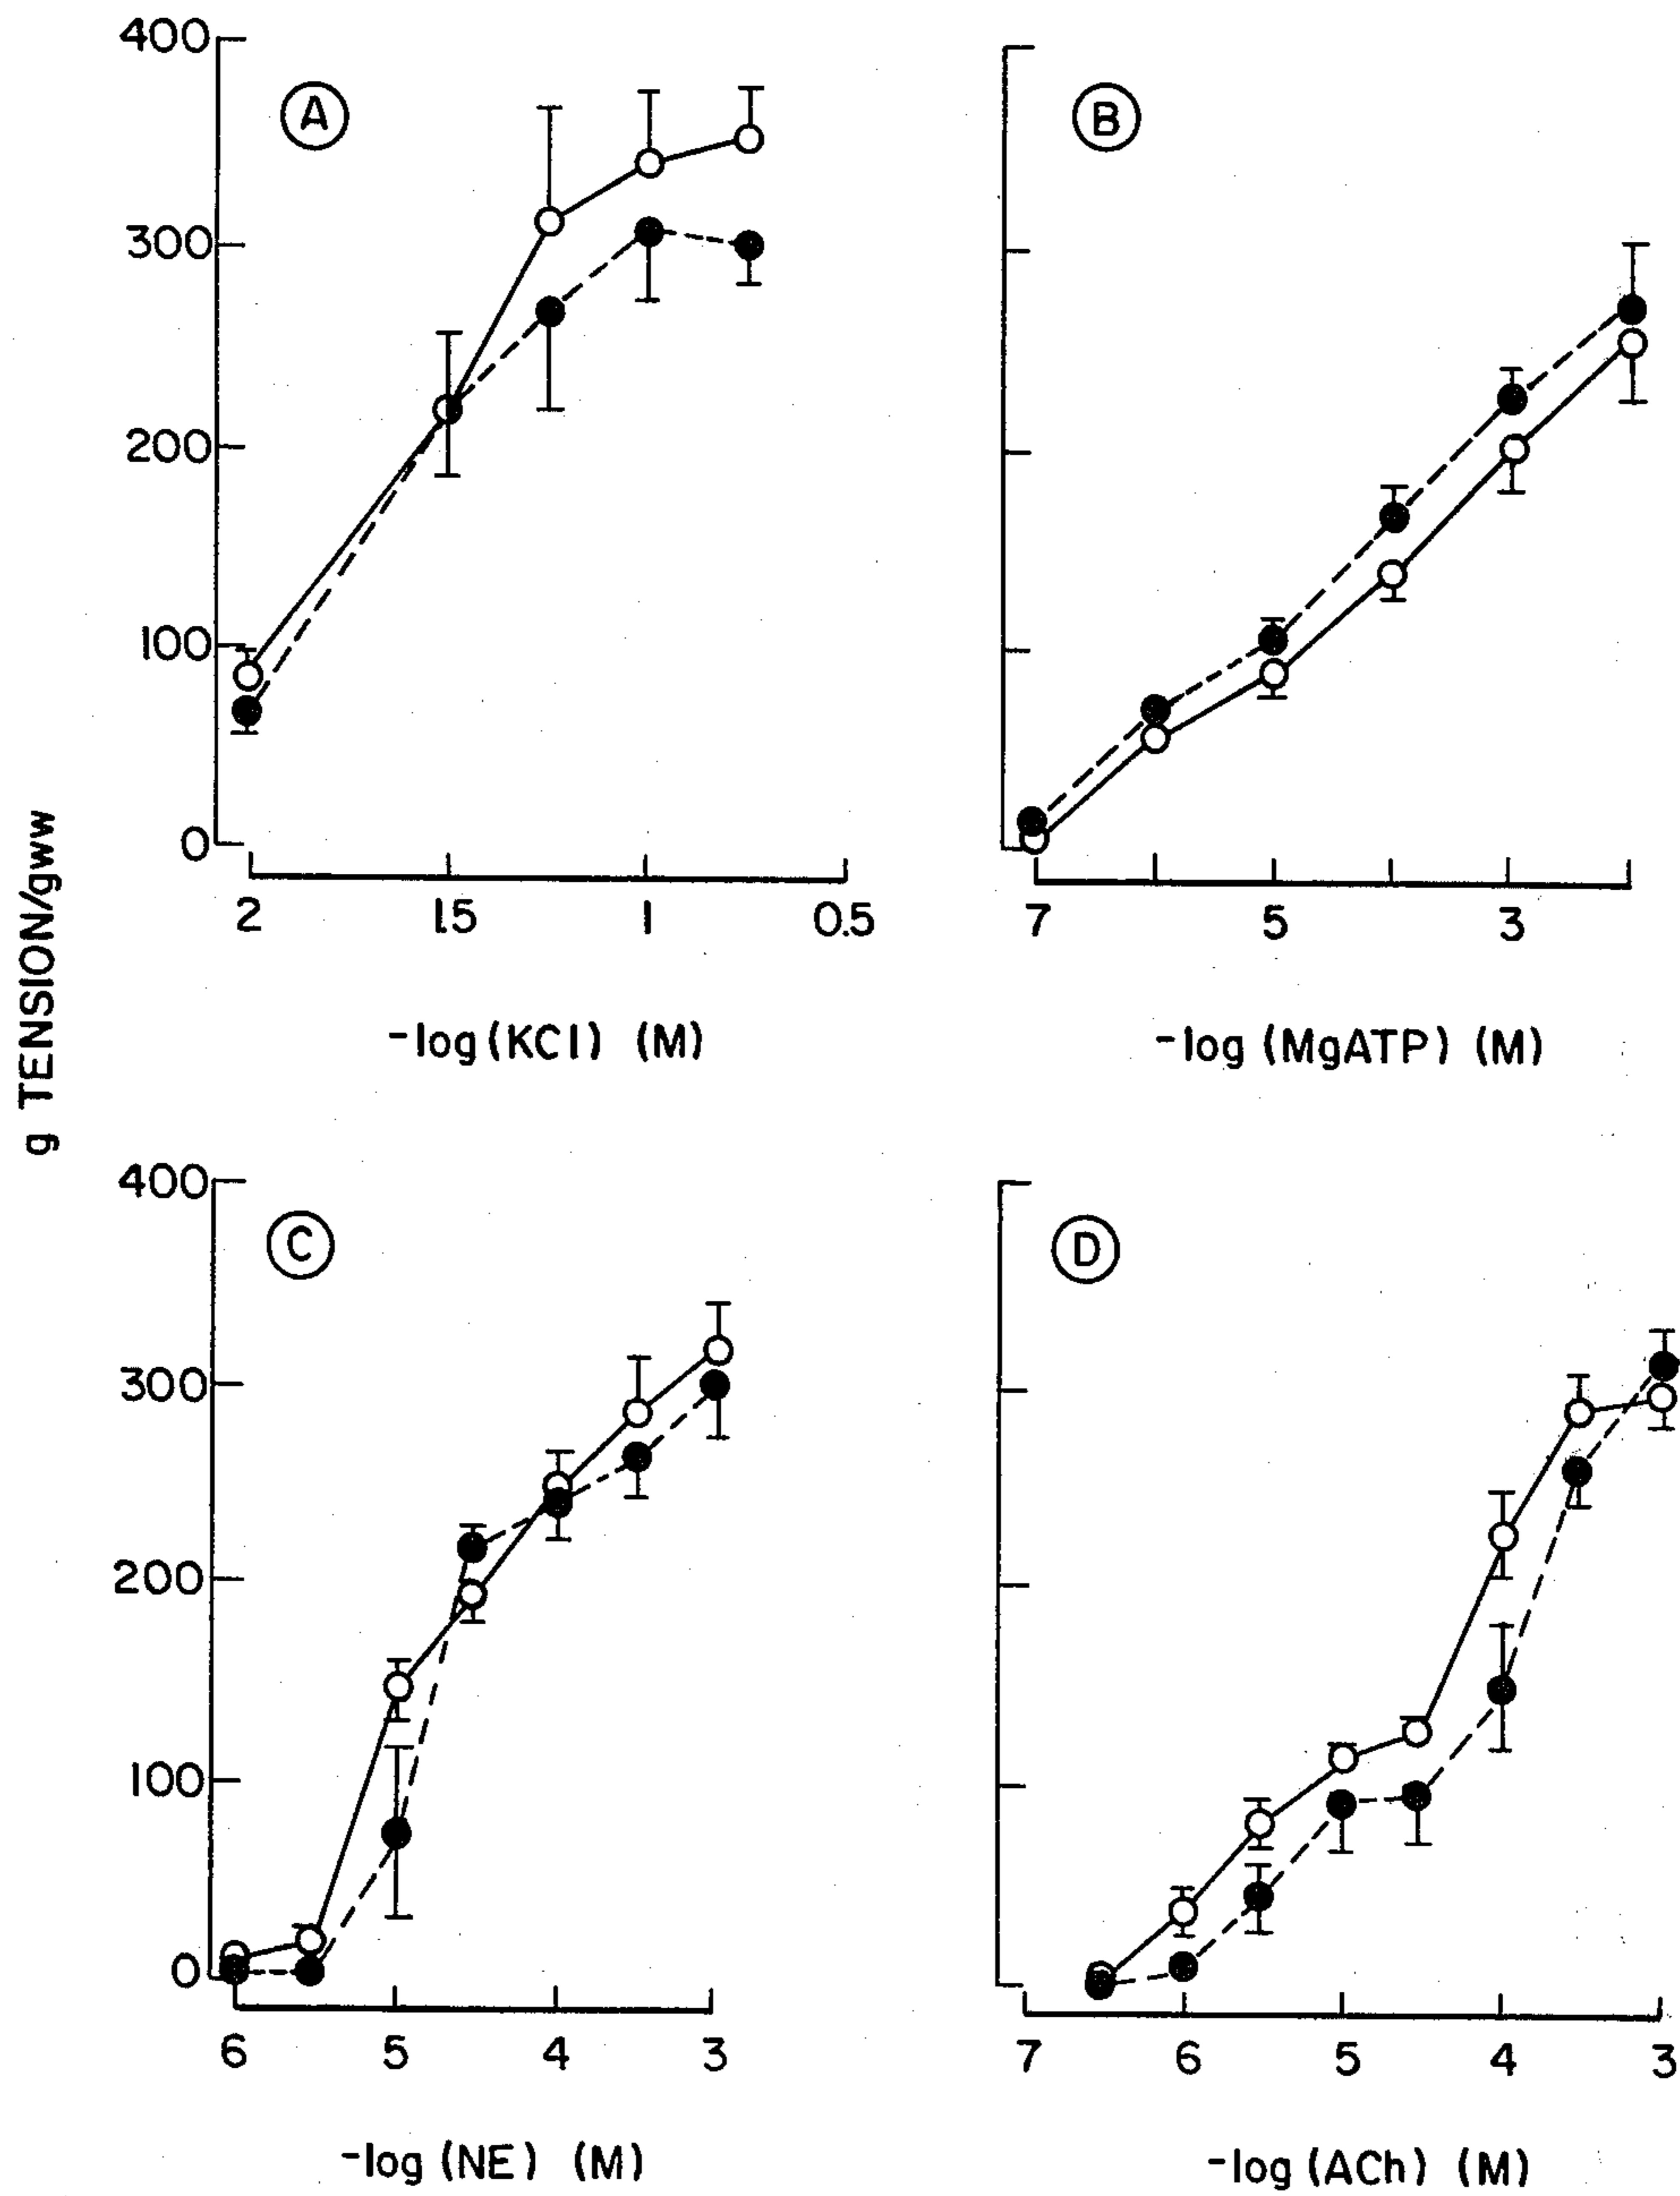 g TENSION/gww
400
300
200
100
0
A
2 1.5 1 0.5
-log (KCl) (M)
B
7 5 3
-log (MgATP) (M)
400
300
200
100
0
C
6 5 4 3
-log (NE) (M)
D
7 6 5 4 3
-log (ACh) (M)